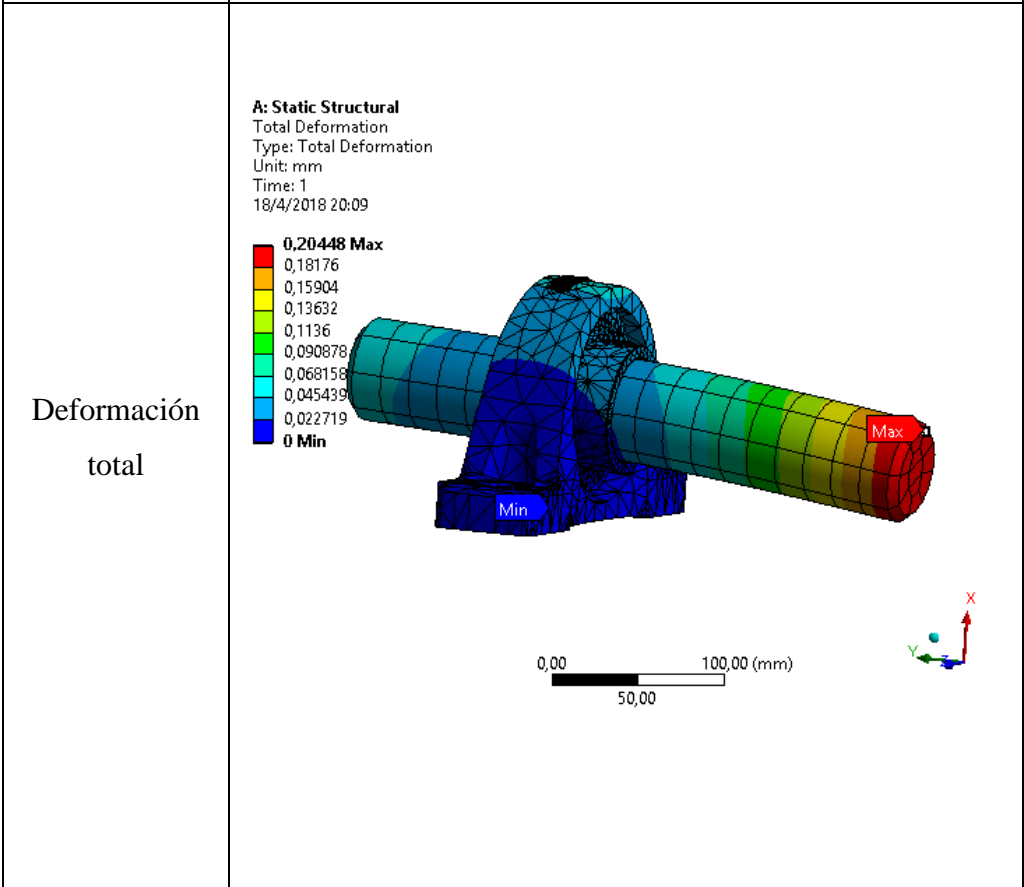 Deformación
total
A: Static Structural
Total Deformation
Type: Total Deformation
Unit: mm
Time: 1
18/4/2018 20:09
0,20448 Max
0,18176
0,15904
0,13632
0,1136
0,090878
0,068158
0,045439
0,022719
0 Min
Max
Min
X
Y
Z
0,00
100,00 (mm)
50,00